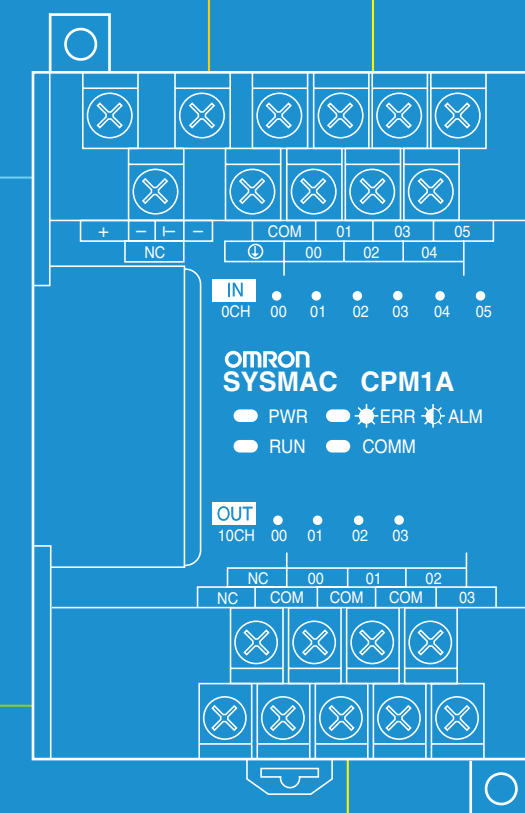 + − ⊢ − COM 01 03 05
NC ⏚ 00 02 04
IN
0CH 00 01 02 03 04 05
OMRON
SYSMAC CPM1A
PWR ERR ALM
RUN COMM
OUT
10CH 00 01 02 03
NC 00 01 02
NC COM COM COM 03